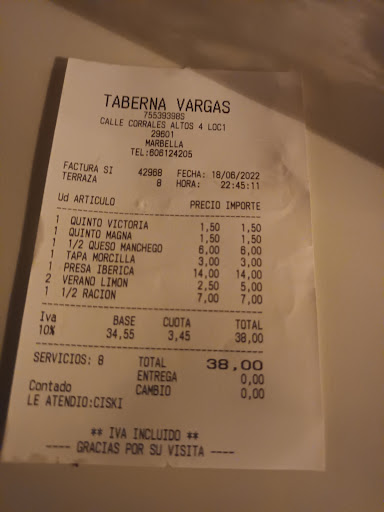 TABERNA VARGAS
75539398S
CALLE CORRALES ALTOS 4 LOC1
29601
MARBELLA
TEL:606124205
FACTURA SI 42968 FECHA: 18/06/2022
TERRAZA 8 HORA: 22:45:11
Ud ARTICULO PRECIO IMPORTE
1 QUINTO VICTORIA 1,50 1,50
1 QUINTO MAGNA 1,50 1,50
1 1/2 QUESO MANCHEGO 6,00 6,00
1 TAPA MORCILLA 3,00 3,00
1 PRESA IBERICA 14,00 14,00
2 VERANO LIMON 2,50 5,00
1 1/2 RACION 7,00 7,00
Iva BASE CUOTA TOTAL
10% 34,55 3,45 38,00
SERVICIOS: 8 TOTAL 38,00
ENTREGA 0,00
Contado CAMBIO 0,00
LE ATENDIO:CISKI
** IVA INCLUIDO **
---- GRACIAS POR SU VISITA ----